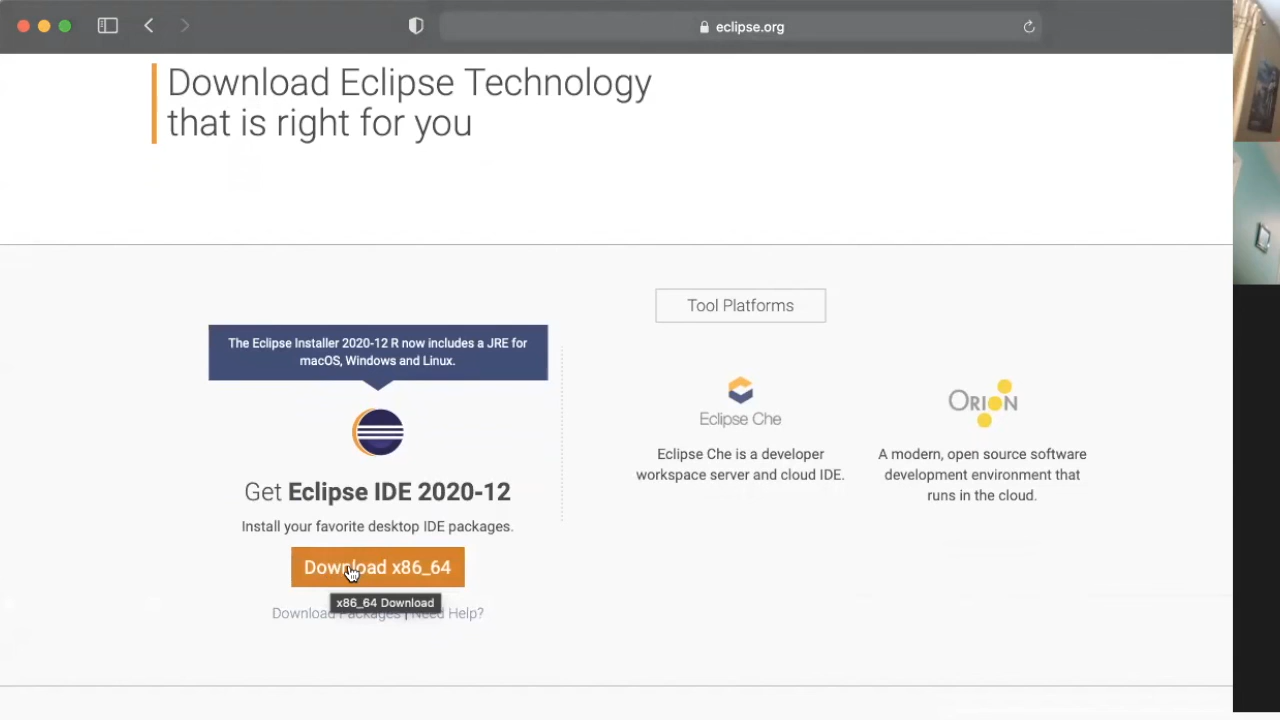 eclipse.org
Download Eclipse Technology
that is right for you
Tool Platforms
The Eclipse Installer 2020-12 R now includes a JRE for
macOS, Windows and Linux.
Get Eclipse IDE 2020-12
Install your favorite desktop IDE packages.
Download x86_64
x86_64 Download
Download Packages | Need Help?
Eclipse Che
Eclipse Che is a developer
workspace server and cloud IDE.
ORION
A modern, open source software
development environment that
runs in the cloud.